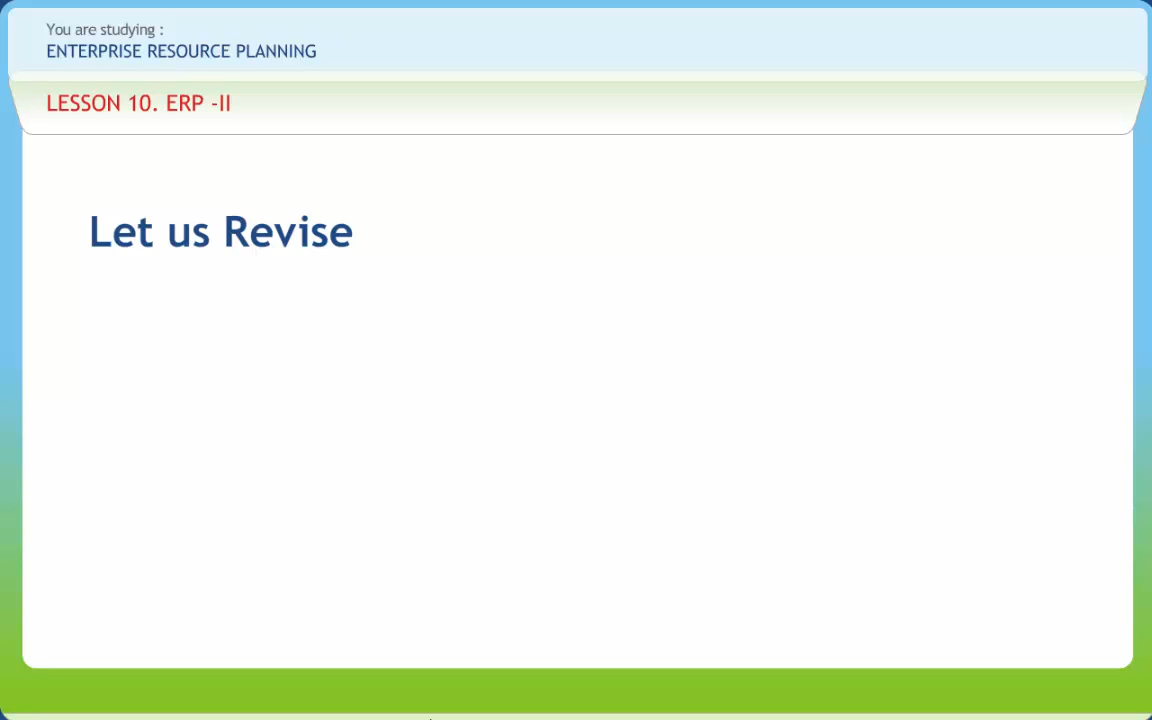 You are studying :
ENTERPRISE RESOURCE PLANNING
LESSON 10. ERP -II
Let us Revise